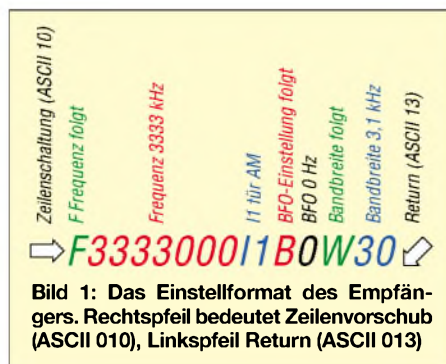 Zeilenschaltung (ASCII 10)
F Frequenz folgt
Frequenz 3333 kHz
I1 für AM
BFO-Einstellung folgt
BFO 0 Hz
Bandbreite folgt
Bandbreite 3,1 kHz
Return (ASCII 13)
F3333000I1B0W30
Bild 1: Das Einstellformat des Empfän-
gers. Rechtspfeil bedeutet Zeilenvorschub
(ASCII 010), Linkspfeil Return (ASCII 013)